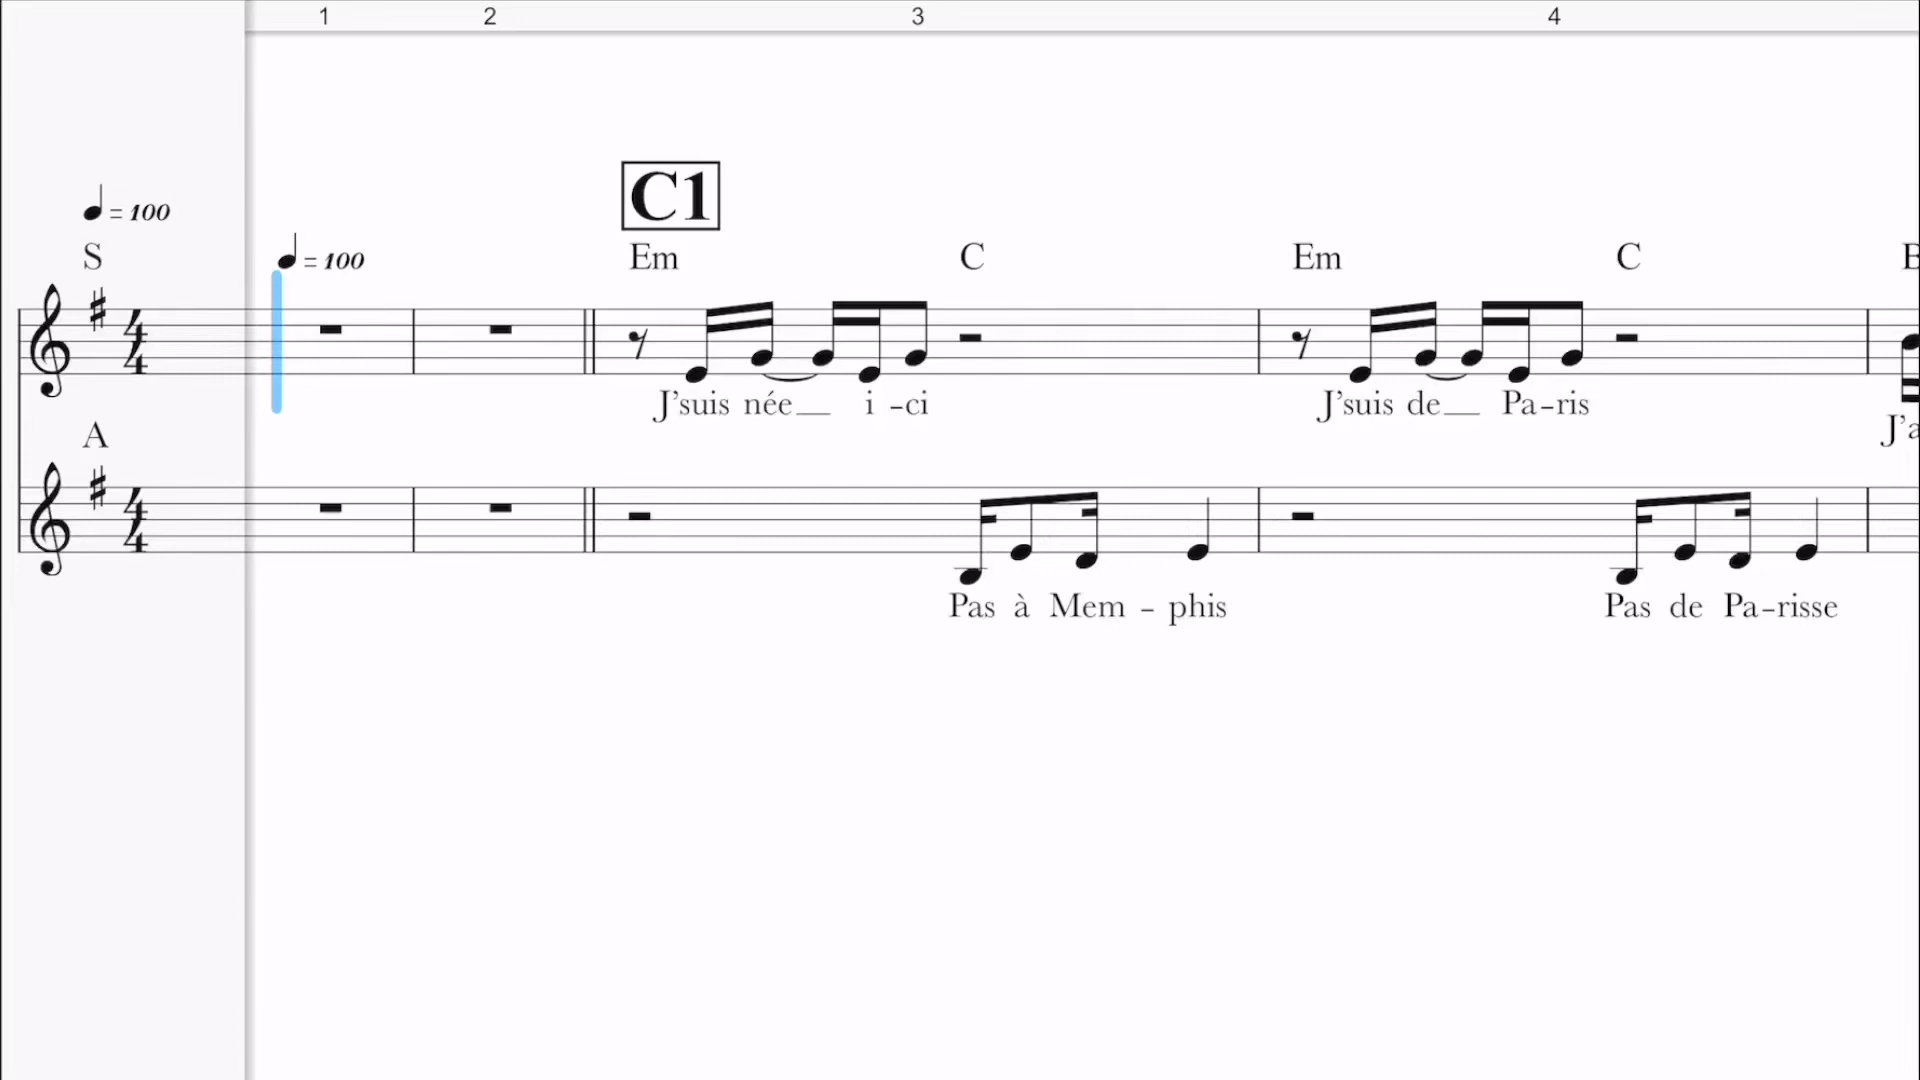 1 2 3 4
C1
♩ = 100
S ♩ = 100 Em C Em C
J’suis née__ i -ci J’suis de__ Pa-ris
A
Pas à Mem - phis Pas de Pa-risse